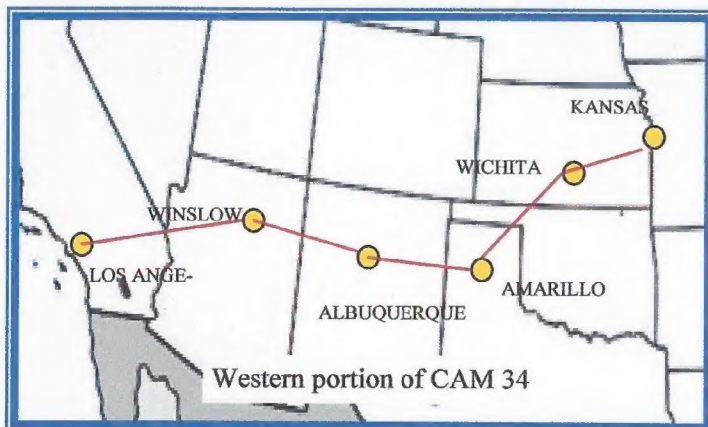 KANSAS
WICHITA
WINSLOW
LOS ANGE-
AMARILLO
ALBUQUERQUE
Western portion of CAM 34